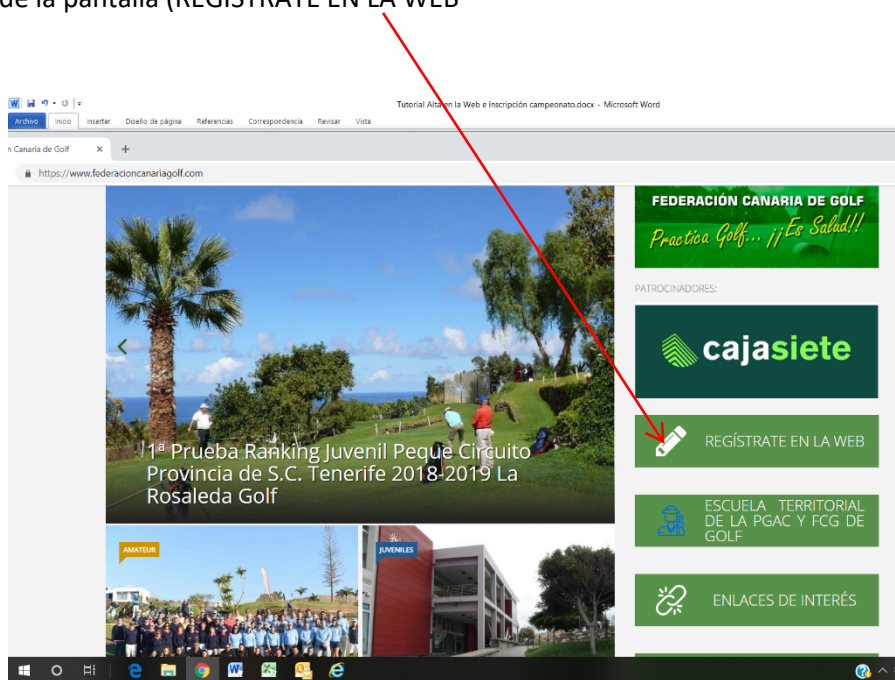 de la pantalla (REGISTRATE EN LA WEB
Tutorial Alta en la Web e inscripción campeonato.docx - Microsoft Word
Archivo Inicio Insertar Diseño de página Referencias Correspondencia Revisar Vista
n Canaria de Golf × +
https://www.federacioncanariagolf.com
FEDERACIÓN CANARIA DE GOLF
Practica Golf... ¡¡Es Salud!!
PATROCINADORES:
cajasiete
REGÍSTRATE EN LA WEB
1ª Prueba Ranking Juvenil Peque Circuito
Provincia de S.C. Tenerife 2018-2019 La
Rosaleda Golf
ESCUELA TERRITORIAL
DE LA PGAC Y FCG DE
GOLF
AMATEUR
JUVENILES
ENLACES DE INTERÉS